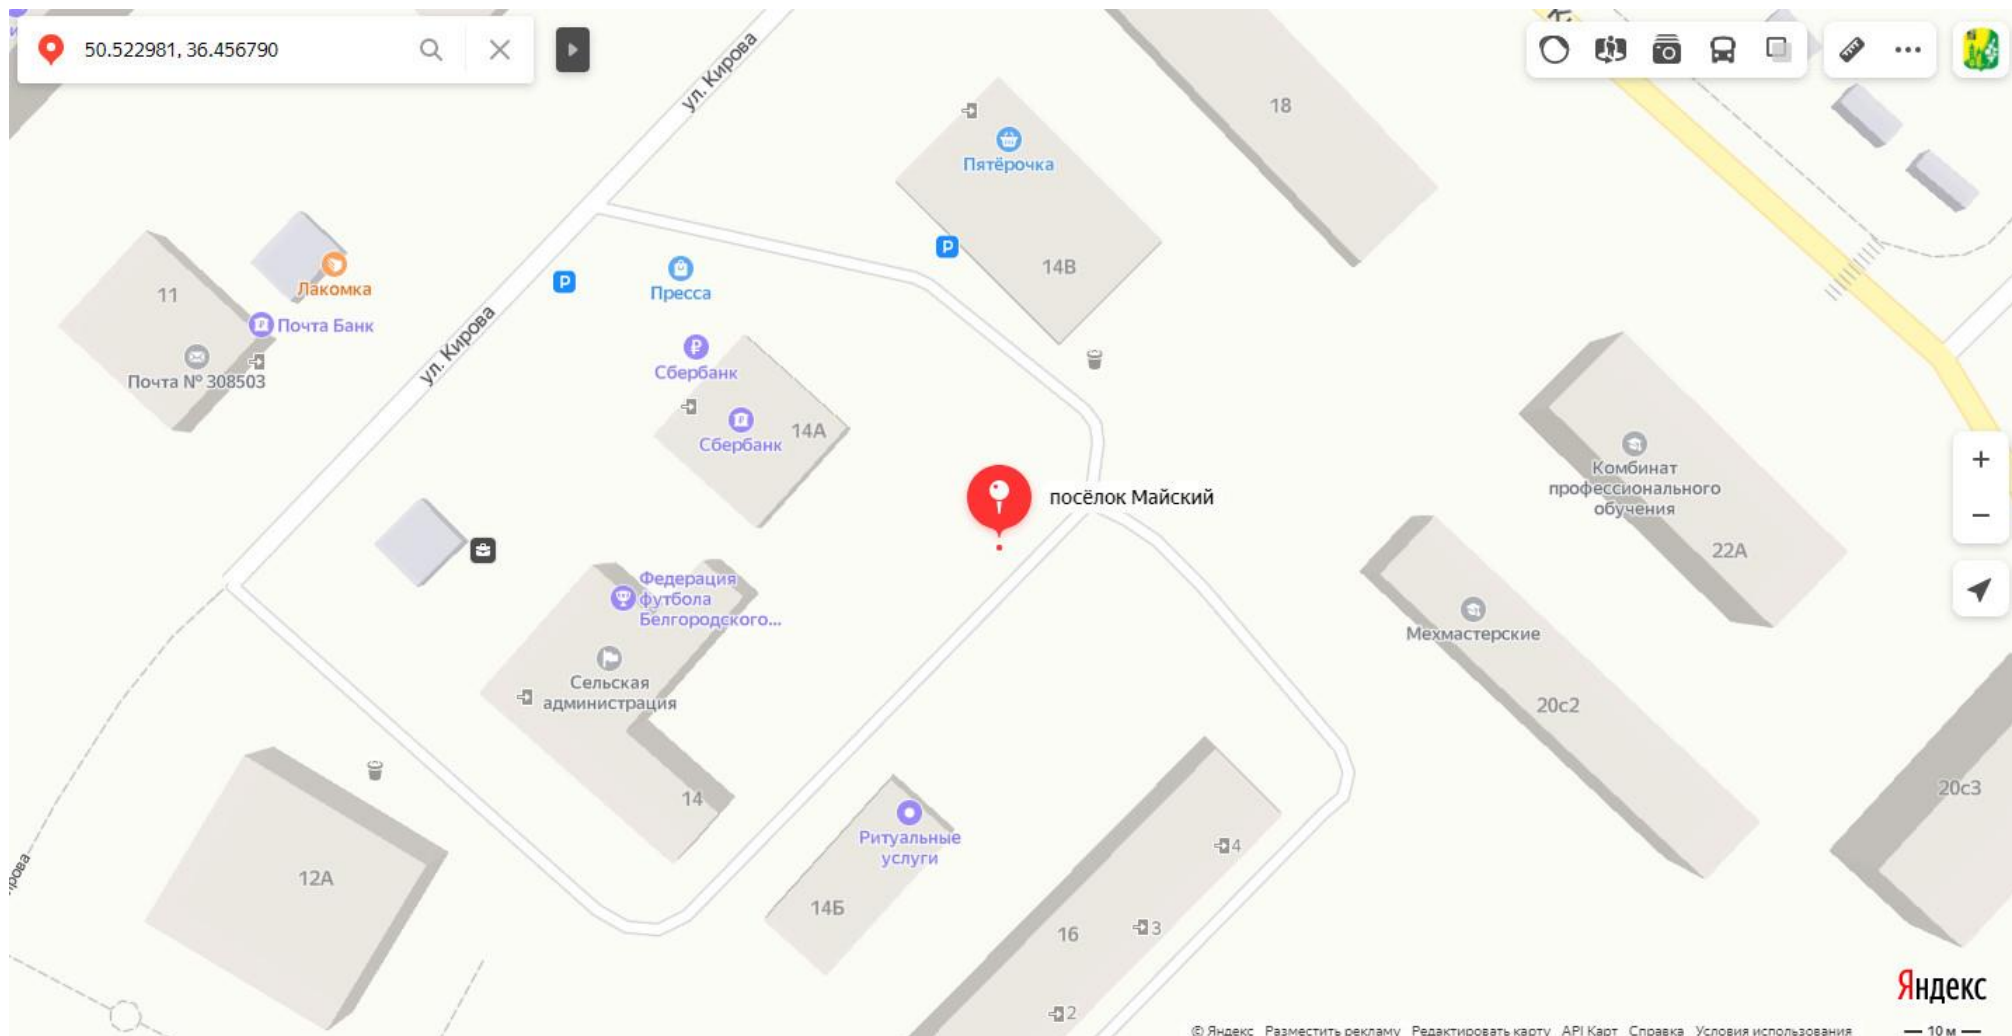 50.522981, 36.456790
ул. Кирова
18
Пятёрочка
P
14В
11
Лакомка
P
Пресса
Почта Банк
ул. Кирова
Сбербанк
Почта № 308503
14А
Сбербанк
Комбинат
профессионального
обучения
посёлок Майский
22А
Федерация
футбола
Белгородского...
Мехмастерские
Сельская
администрация
20с2
20с3
14
Ритуальные
услуги
4
12А
14Б
16
3
2
Яндекс
© Яндекс Разместить рекламу Редактировать карту API Карт Справка Условия использования
10 м